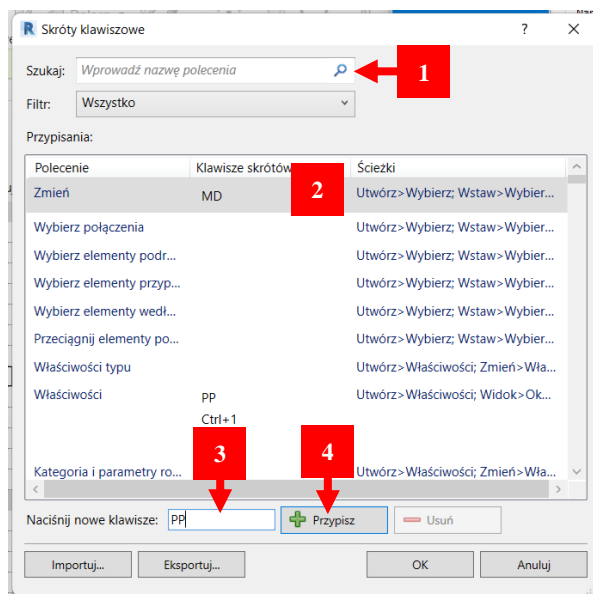 R Skróty klawiszowe ? ×
Szukaj: Wprowadź nazwę polecenia 1
Filtr: Wszystko
Przypisania:
Polecenie Klawisze skrótów Ścieżki
Zmień MD 2 Utwórz>Wybierz; Wstaw>Wybier...
Wybierz połączenia Utwórz>Wybierz; Wstaw>Wybier...
Wybierz elementy podr... Utwórz>Wybierz; Wstaw>Wybier...
Wybierz elementy przyp... Utwórz>Wybierz; Wstaw>Wybier...
Wybierz elementy wedł... Utwórz>Wybierz; Wstaw>Wybier...
Przeciągnij elementy po... Utwórz>Wybierz; Wstaw>Wybier...
Właściwości typu Utwórz>Właściwości; Zmień>Wła...
Właściwości PP Utwórz>Właściwości; Widok>Ok...
Ctrl+1
3 4
Kategoria i parametry ro... Utwórz>Właściwości; Zmień>Wła...
Naciśnij nowe klawisze: PP Przypisz Usuń
Importuj... Eksportuj... OK Anuluj